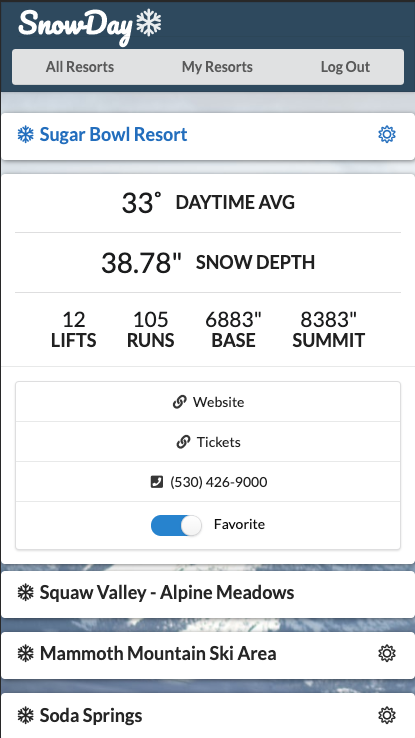 SnowDay
All Resorts My Resorts Log Out
Sugar Bowl Resort
33° DAYTIME AVG
38.78" SNOW DEPTH
12 105 6883" 8383"
LIFTS RUNS BASE SUMMIT
Website
Tickets
(530) 426-9000
Favorite
Squaw Valley - Alpine Meadows
Mammoth Mountain Ski Area
Soda Springs